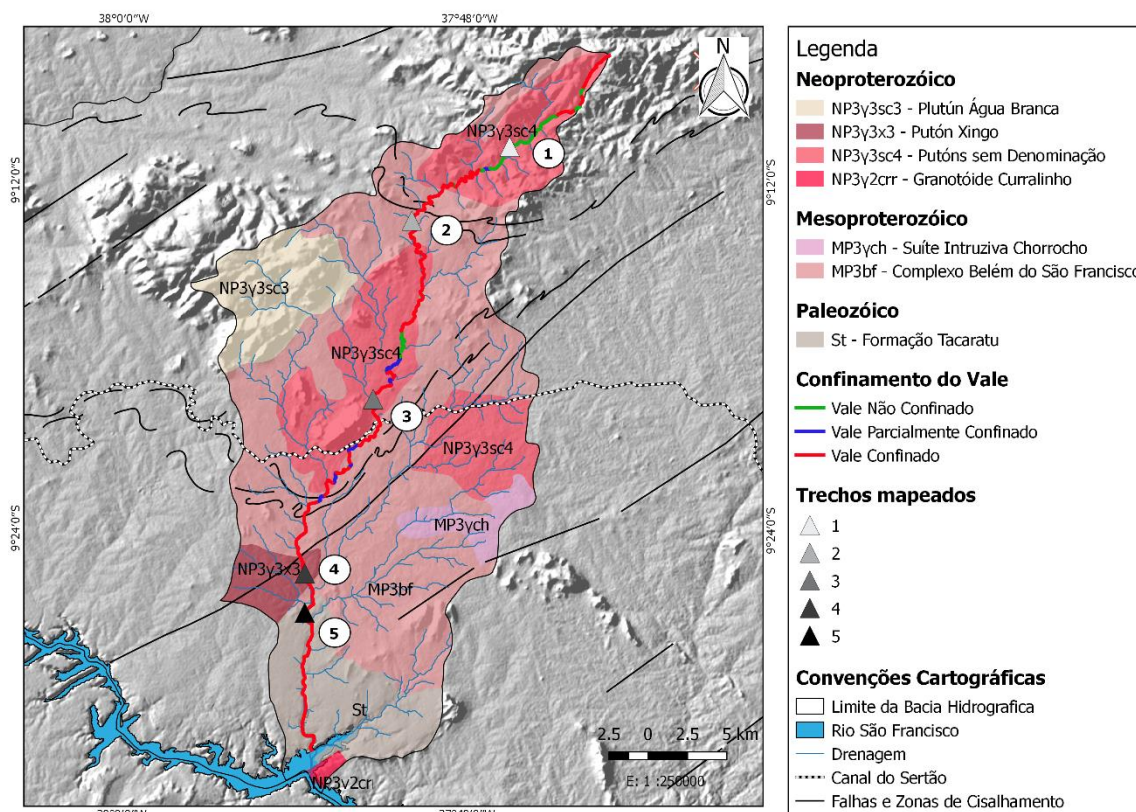 38°0'0"W
37°48'0"W
N
NP3γ3sc4
1
9°12'0"S
9°12'0"S
2
NP3γ3sc3
NP3γ3sc4
3
NP3γ3sc4
MP3γch
9°24'0"S
9°24'0"S
NP3γ3x3
4
MP3bf
5
St
2.5 0 2.5 5 km
E: 1 :250000
NP3γ2cr
Legenda
Neoproterozóico
NP3γ3sc3 - Plutún Água Branca
NP3γ3x3 - Putón Xingo
NP3γ3sc4 - Putóns sem Denominação
NP3γ2crr - Granotóide Curralinho
Mesoproterozóico
MP3γch - Suíte Intruziva Chorrocho
MP3bf - Complexo Belém do São Francisco
Paleozóico
St - Formação Tacaratu
Confinamento do Vale
Vale Não Confinado
Vale Parcialmente Confinado
Vale Confinado
Trechos mapeados
1
2
3
4
5
Convenções Cartográficas
Limite da Bacia Hidrografica
Rio São Francisco
Drenagem
Canal do Sertão
Falhas e Zonas de Cisalhamento